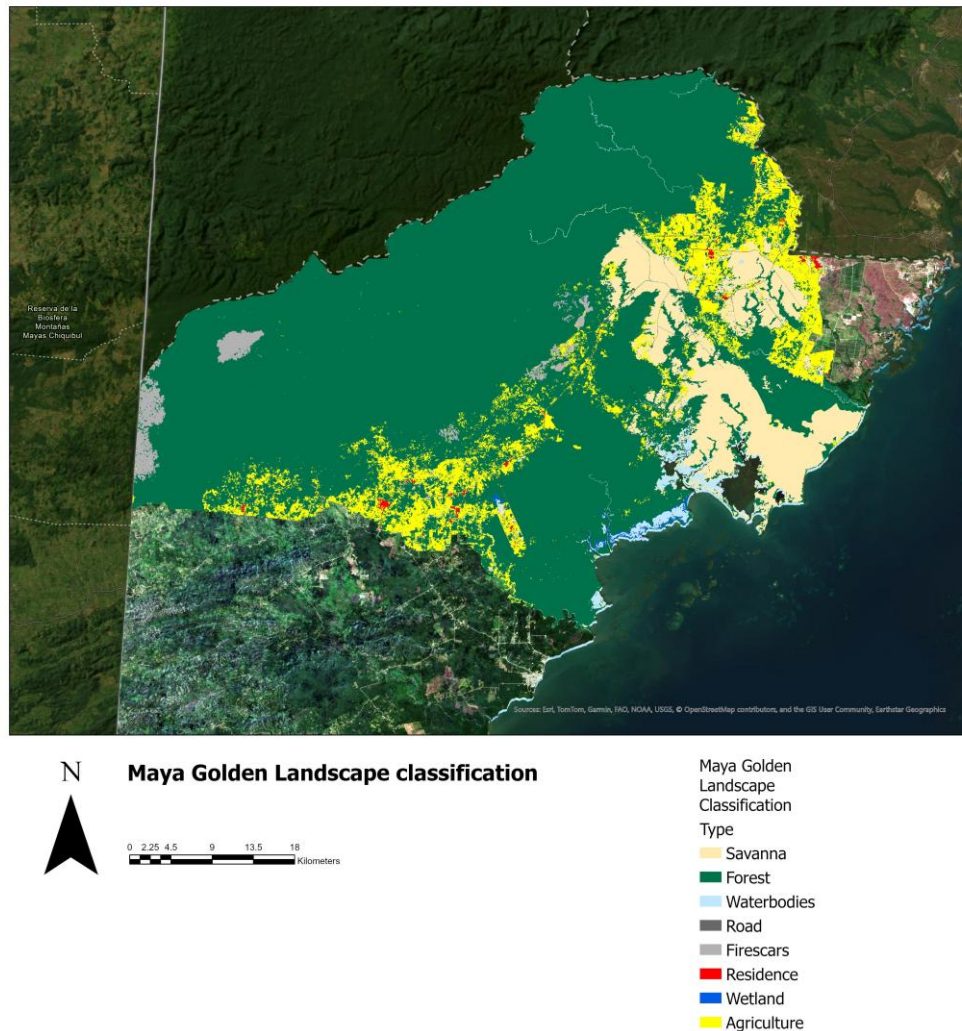 Reserva de la
Biosfera
Montañas
Mayas Chiquibul
Sources: Esri, TomTom, Garmin, FAO, NOAA, USGS, © OpenStreetMap contributors, and the GIS User Community, Earthstar Geographics
N
Maya Golden Landscape classification
0 2.25 4.5 9 13.5 18
Kilometers
Maya Golden
Landscape
Classification
Type
Savanna
Forest
Waterbodies
Road
Firescars
Residence
Wetland
Agriculture